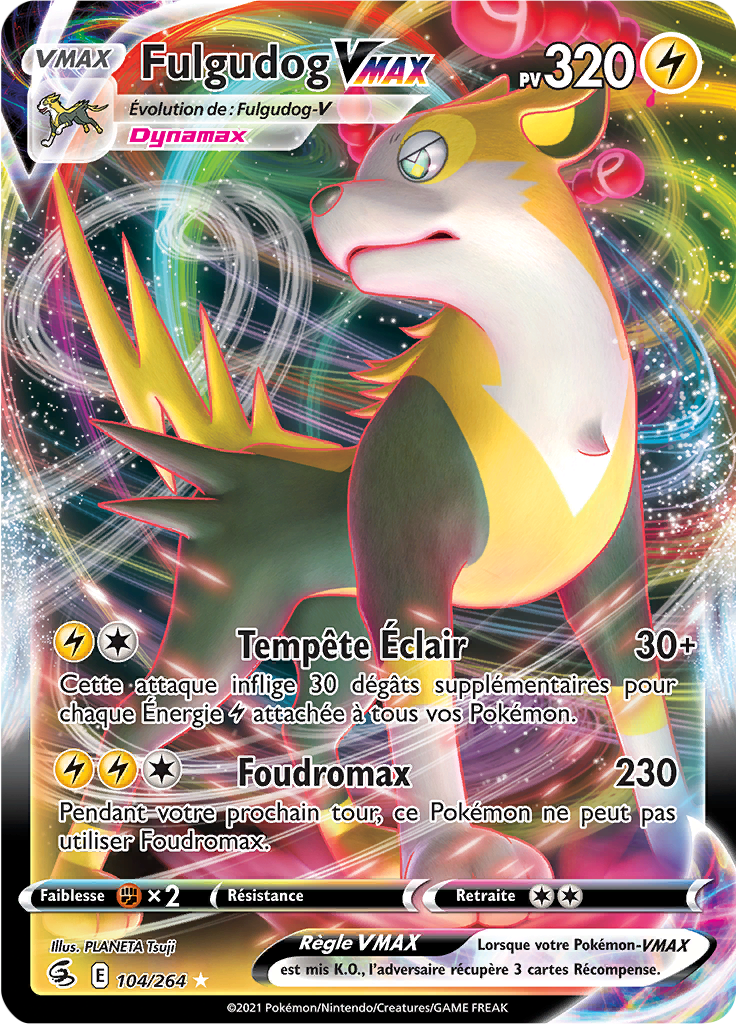 VMAX
Fulgudog VMAX
PV320
Évolution de : Fulgudog-V
Dynamax
Tempête Éclair 30+
Cette attaque inflige 30 dégâts supplémentaires pour
chaque Énergie attachée à tous vos Pokémon.
Foudromax 230
Pendant votre prochain tour, ce Pokémon ne peut pas
utiliser Foudromax.
Faiblesse ×2 Résistance Retraite
Illus. PLANETA Tsuji
Règle VMAX Lorsque votre Pokémon-VMAX
est mis K.O., l'adversaire récupère 3 cartes Récompense.
E 104/264
©2021 Pokémon/Nintendo/Creatures/GAME FREAK